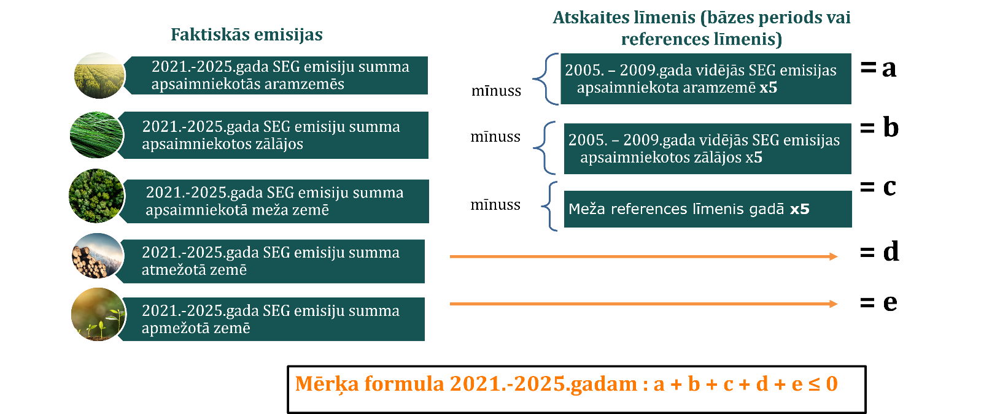 Faktiskās emisijas
Atskaites līmenis (bāzes periods vai
references līmenis)
2021.-2025.gada SEG emisiju summa
apsaimniekotās aramzemēs
mīnuss
2005. – 2009.gada vidējās SEG emisijas
apsaimniekota aramzemē x5
= a
2021.-2025.gada SEG emisiju summa
apsaimniekotos zālājos
mīnuss
2005. – 2009.gada vidējās SEG emisijas
apsaimniekotos zālājos x5
= b
2021.-2025.gada SEG emisiju summa
apsaimniekotā meža zemē
mīnuss
Meža references līmenis gadā x5
= c
2021.-2025.gada SEG emisiju summa
atmežotā zemē
= d
2021.-2025.gada SEG emisiju summa
apmežotā zemē
= e
Mērķa formula 2021.-2025.gadam : a + b + c + d + e ≤ 0